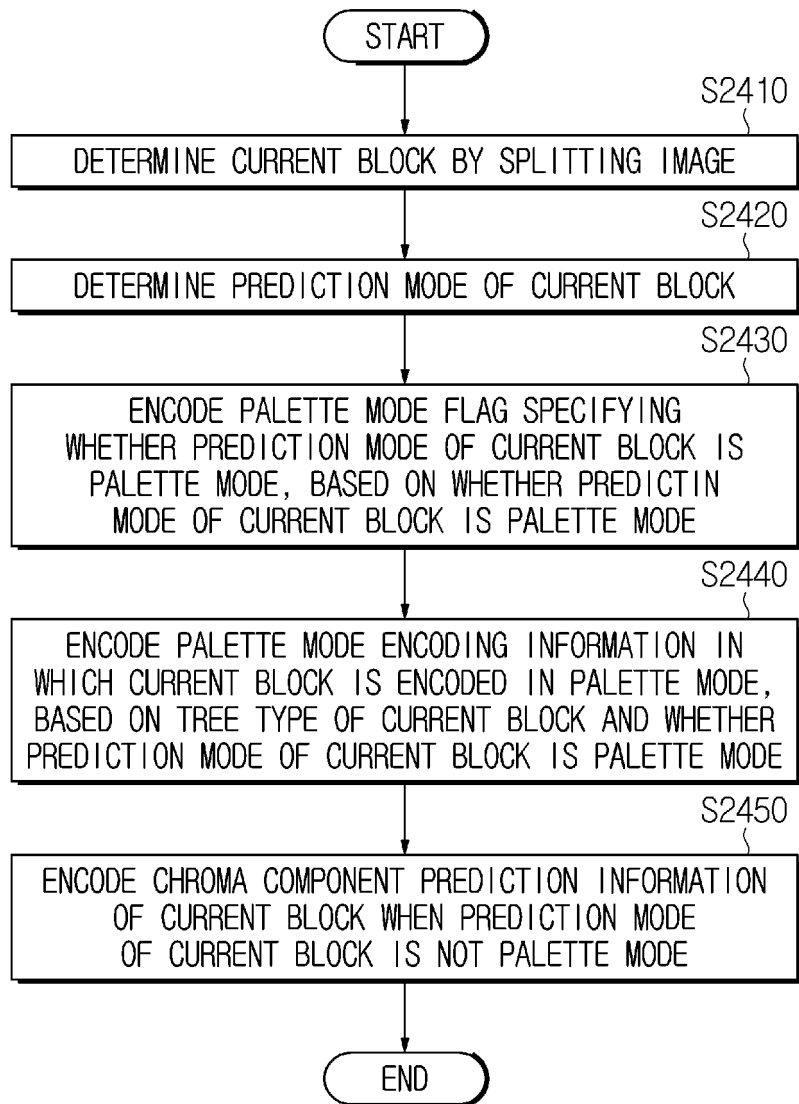 START
S2410
DETERMINE CURRENT BLOCK BY SPLITTING IMAGE
S2420
DETERMINE PREDICTION MODE OF CURRENT BLOCK
S2430
ENCODE PALETTE MODE FLAG SPECIFYING
WHETHER PREDICTION MODE OF CURRENT BLOCK IS
PALETTE MODE, BASED ON WHETHER PREDICTIN
MODE OF CURRENT BLOCK IS PALETTE MODE
S2440
ENCODE PALETTE MODE ENCODING INFORMATION IN
WHICH CURRENT BLOCK IS ENCODED IN PALETTE MODE,
BASED ON TREE TYPE OF CURRENT BLOCK AND WHETHER
PREDICTION MODE OF CURRENT BLOCK IS PALETTE MODE
S2450
ENCODE CHROMA COMPONENT PREDICTION INFORMATION
OF CURRENT BLOCK WHEN PREDICTION MODE
OF CURRENT BLOCK IS NOT PALETTE MODE
END